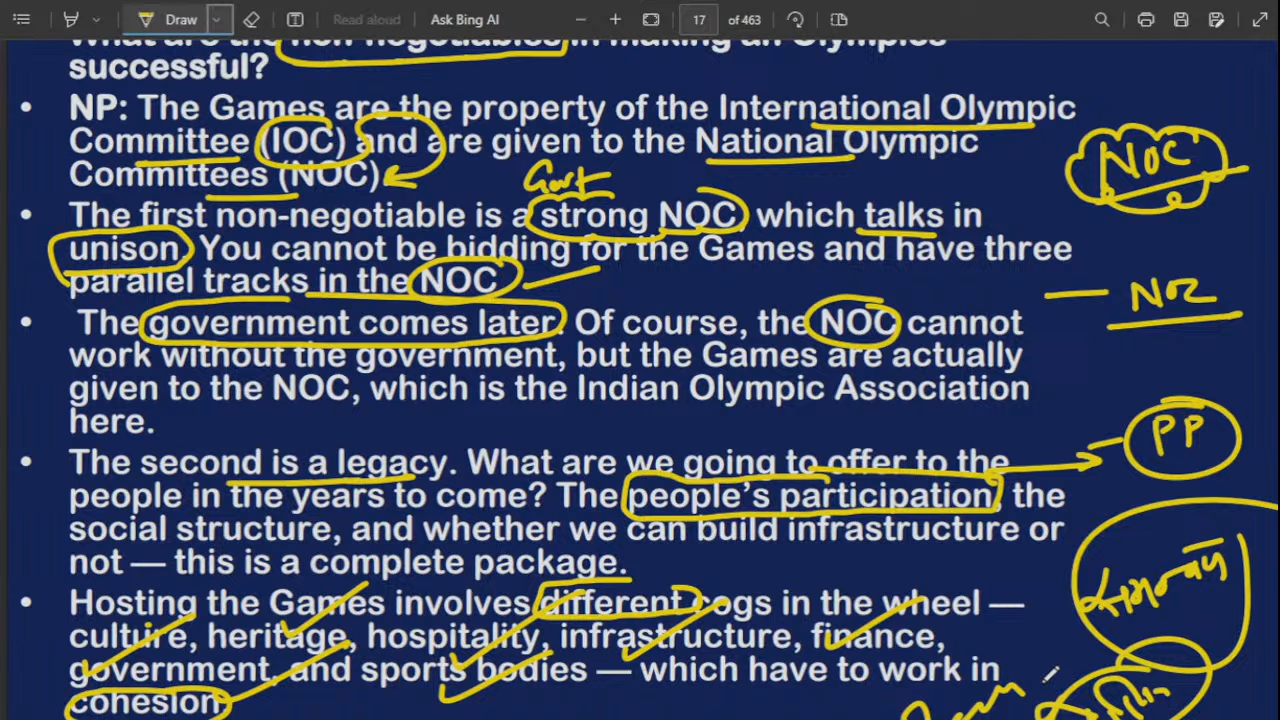 Draw
Read aloud
Ask Bing AI
17
of 463
What are the non-negotiables in making an Olympics
successful?
• NP: The Games are the property of the International Olympic
Committee (IOC) and are given to the National Olympic
Committees (NOC)
NOC
Govt
• The first non-negotiable is a strong NOC, which talks in
unison. You cannot be bidding for the Games and have three
parallel tracks in the NOC
— NOC
• The government comes later. Of course, the NOC cannot
work without the government, but the Games are actually
given to the NOC, which is the Indian Olympic Association
here.
PP
• The second is a legacy. What are we going to offer to the
people in the years to come? The people's participation, the
social structure, and whether we can build infrastructure or
not — this is a complete package.
• Hosting the Games involves different cogs in the wheel —
culture, heritage, hospitality, infrastructure, finance,
government, and sports bodies — which have to work in
cohesion